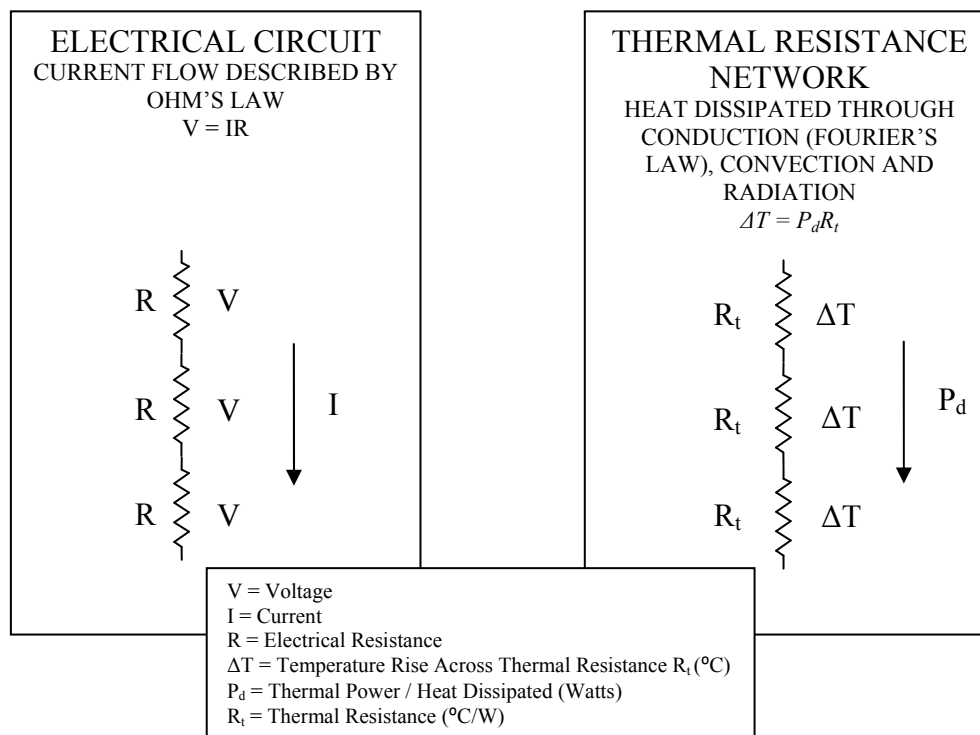 ELECTRICAL CIRCUIT
CURRENT FLOW DESCRIBED BY
OHM’S LAW
V = IR
R V
R V
I
R V
THERMAL RESISTANCE
NETWORK
HEAT DISSIPATED THROUGH
CONDUCTION (FOURIER’S
LAW), CONVECTION AND
RADIATION
ΔT = PdRt
Rt ΔT
Rt ΔT
Pd
Rt ΔT
V = Voltage
I = Current
R = Electrical Resistance
ΔT = Temperature Rise Across Thermal Resistance Rt (ºC)
Pd = Thermal Power / Heat Dissipated (Watts)
Rt = Thermal Resistance (ºC/W)